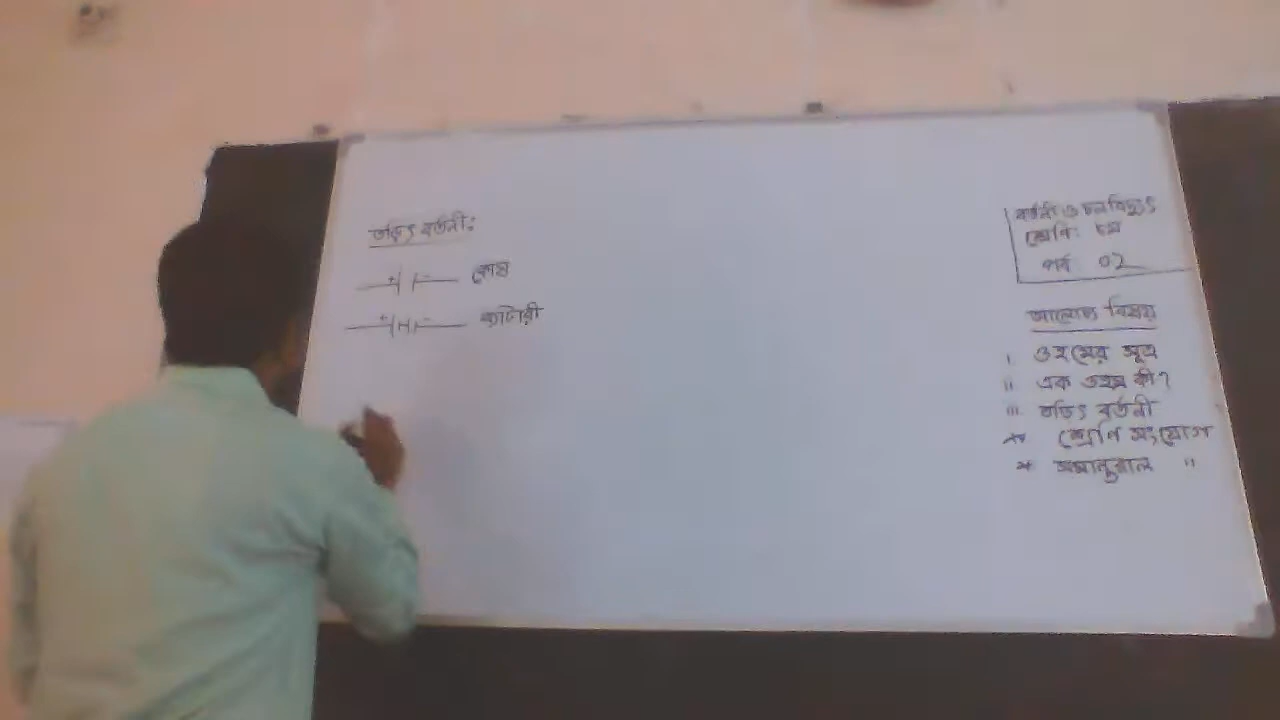 তড়িৎ বর্তনী:
+ - কোষ
+ - ব্যাটারী
বর্তনী ও চলবিদ্যুৎ
শ্রেণি: ৮ম
পর্ব ০২
আলোচ্য বিষয়
i ওহমের সূত্র
ii এক ওহম কী?
iii তড়িৎ বর্তনী
* শ্রেণি সংযোগ
* সমান্তরাল "